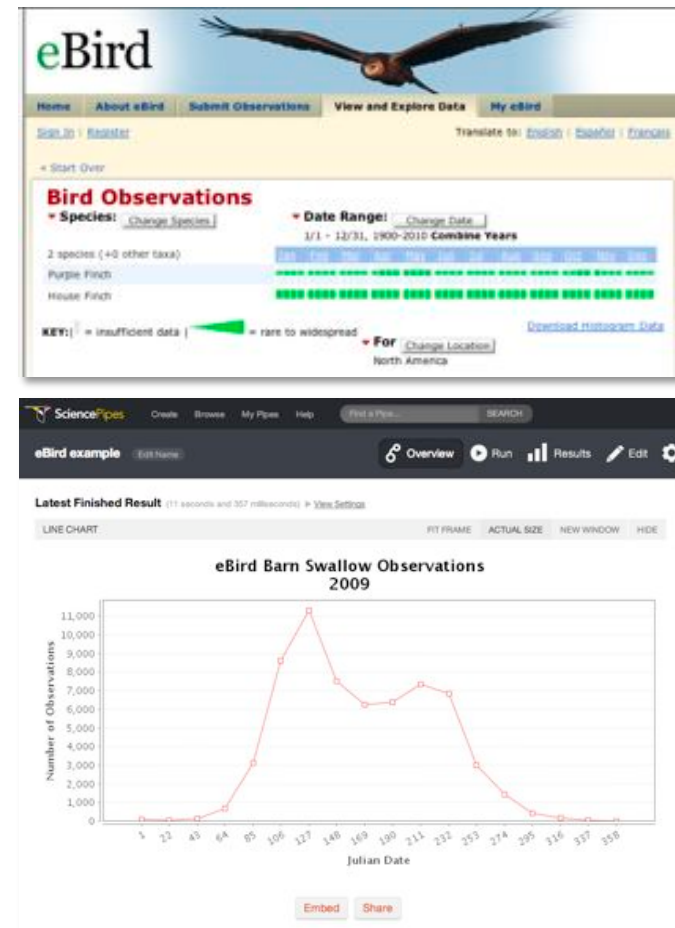 eBird
Home About eBird Submit Observations View and Explore Data My eBird
Sign In | Register Translate to: English | Español | Français
« Start Over
Bird Observations
Species: Change Species Date Range: Change Date
1/1 - 12/31, 1900-2010 Combine Years
2 species (+0 other taxa) Jan Feb Mar Apr May Jun Jul Aug Sep Oct Nov Dec
Purple Finch
House Finch
KEY: | = insufficient data | = rare to widespread
Download Histogram Data
For Change Location
North America
SciencePipes Create Browse My Pipes Help Find a Pipe... SEARCH
eBird example Edit Name Overview Run Results Edit
Latest Finished Result (11 seconds and 357 milliseconds) View Settings
LINE CHART FIT FRAME ACTUAL SIZE NEW WINDOW HIDE
eBird Barn Swallow Observations
2009
11,000
10,000
9,000
8,000
7,000
6,000
5,000
4,000
3,000
2,000
1,000
0
Number of Observations
1 22 43 64 85 106 127 148 169 190 211 232 253 274 295 316 337 358
Julian Date
Embed Share